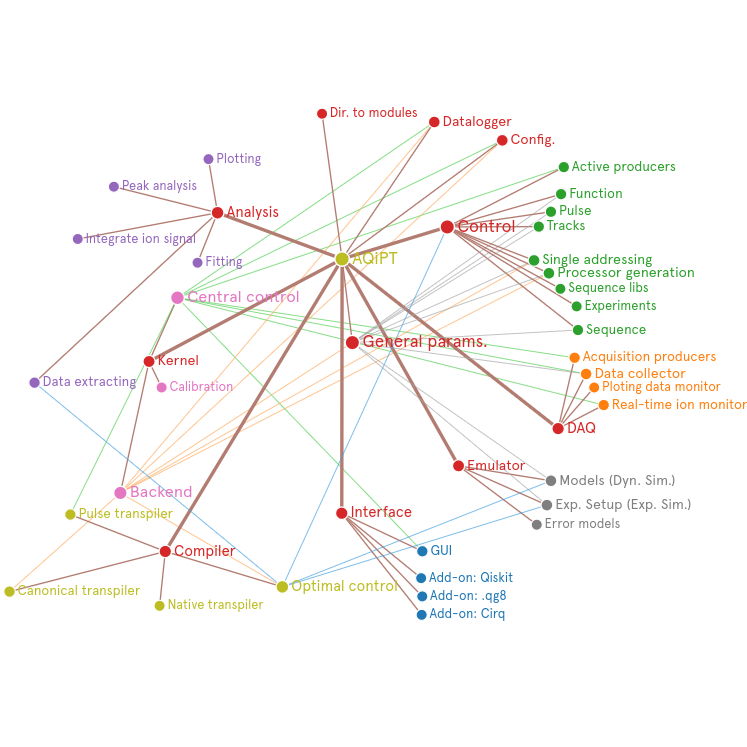 Dir. to modules
Datalogger
Config.
Plotting
Active producers
Peak analysis
Function
Analysis
Pulse
Control
Tracks
Integrate ion signal
AQiPT
Fitting
Single addressing
Processor generation
Sequence libs
Central control
Experiments
Sequence
General params.
Acquisition producers
Kernel
Data collector
Data extracting
Calibration
Ploting data monitor
Real-time ion monitor
DAQ
Emulator
Models (Dyn. Sim.)
Backend
Exp. Setup (Exp. Sim.)
Pulse transpiler
Interface
Error models
Compiler
GUI
Add-on: Qiskit
Optimal control
Canonical transpiler
Add-on: .qg8
Native transpiler
Add-on: Cirq